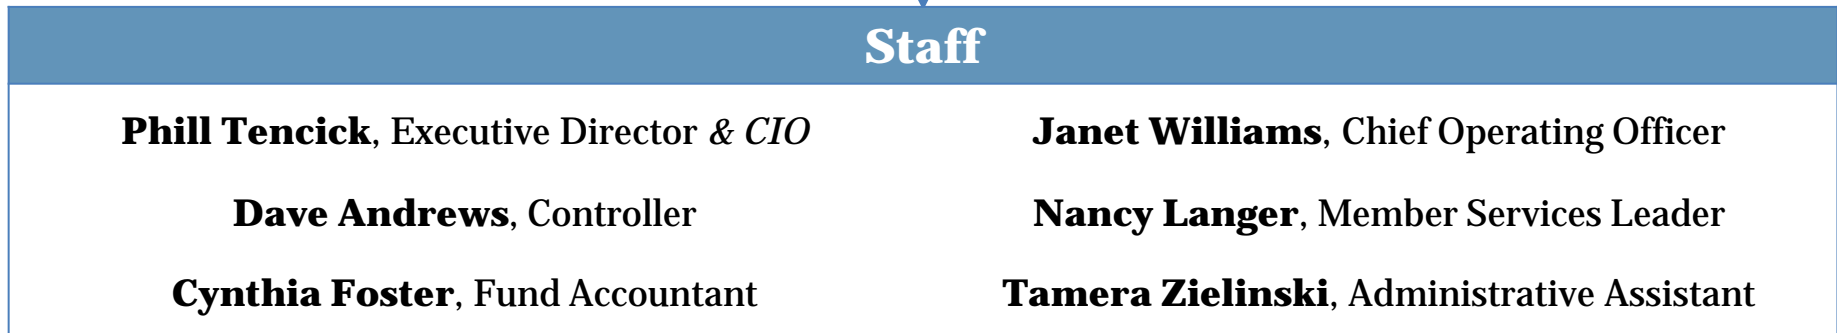 Staff
Phill Tencick, Executive Director & CIO
Janet Williams, Chief Operating Officer
Dave Andrews, Controller
Nancy Langer, Member Services Leader
Cynthia Foster, Fund Accountant
Tamera Zielinski, Administrative Assistant